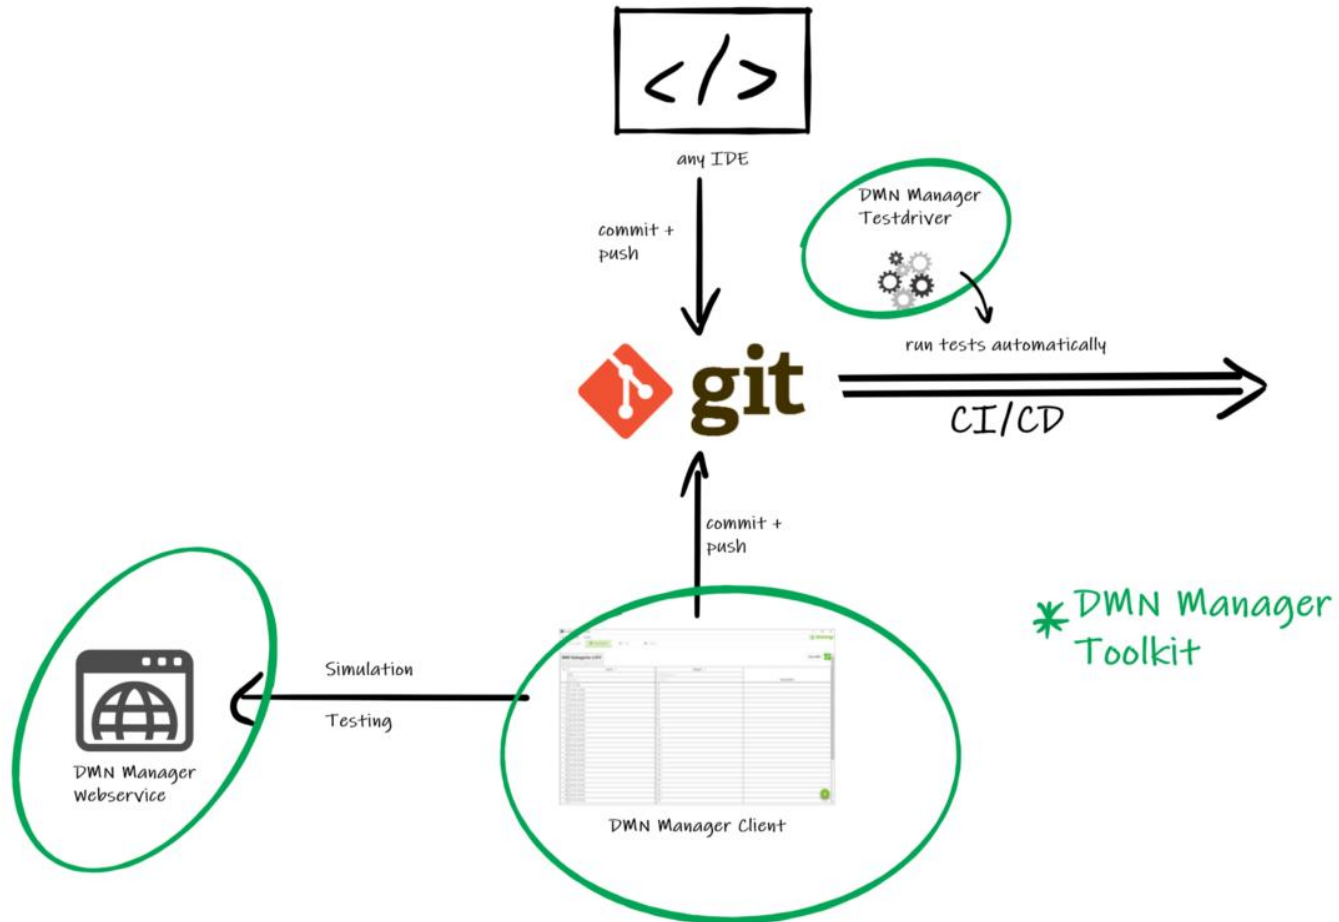 </>
any IDE
commit +
push
DMN Manager
Testdriver
run tests automatically
git
CI/CD
commit +
push
* DMN Manager
Toolkit
Simulation
Testing
DMN Manager
Webservice
DMN Manager Client